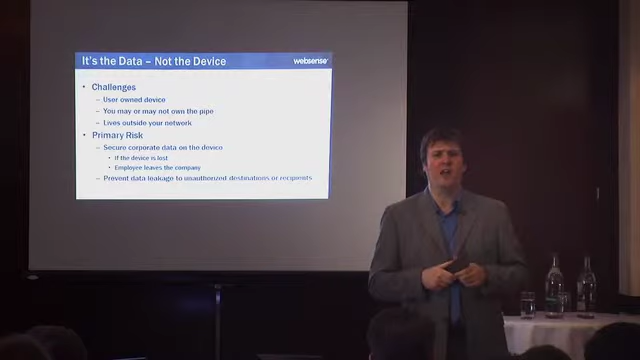 It's the Data – Not the Device
websense
• Challenges
– User owned device
– You may or may not own the pipe
– Lives outside your network
• Primary Risk
– Secure corporate data on the device
• If the device is lost
• Employee leaves the company
– Prevent data leakage to unauthorized destinations or recipients